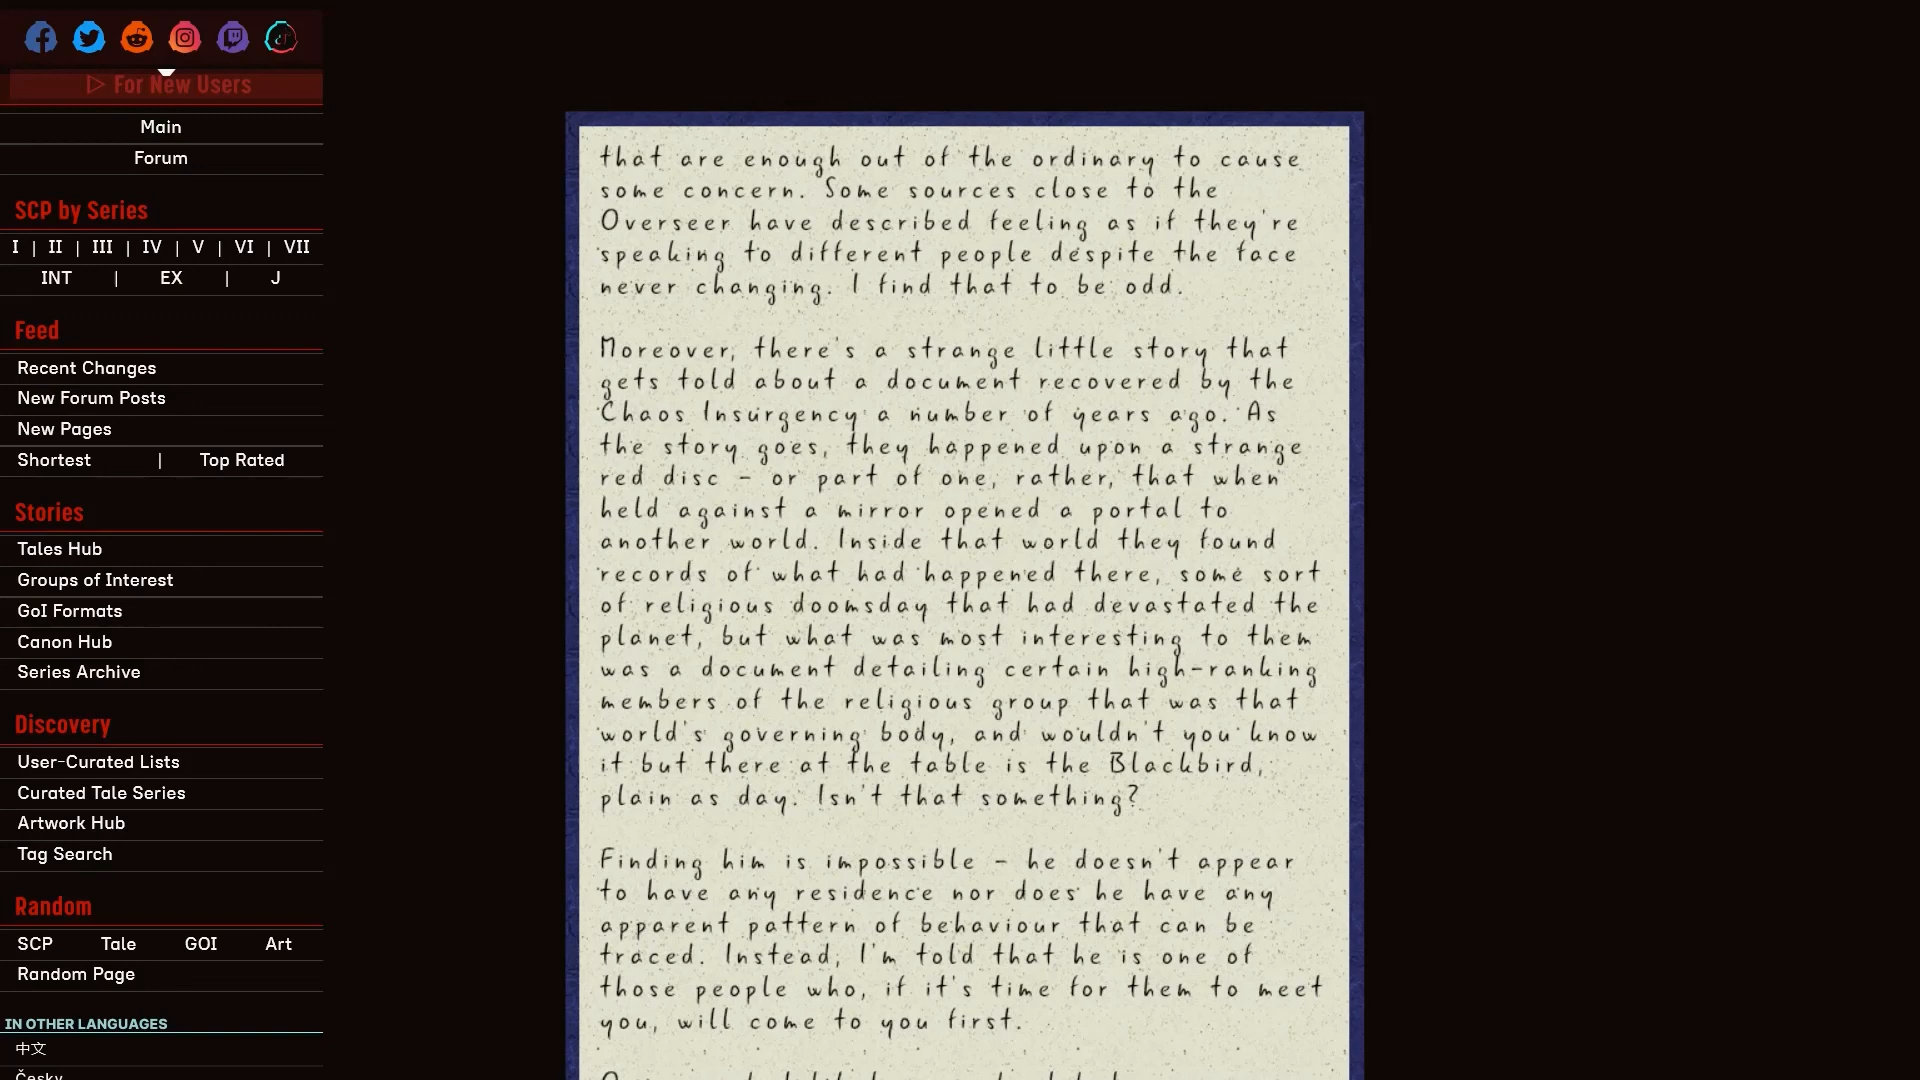 ▷ For New Users
Main
Forum
SCP by Series
I | II | III | IV | V | VI | VII
INT | EX | J
Feed
Recent Changes
New Forum Posts
New Pages
Shortest | Top Rated
Stories
Tales Hub
Groups of Interest
GoI Formats
Canon Hub
Series Archive
Discovery
User-Curated Lists
Curated Tale Series
Artwork Hub
Tag Search
Random
SCP Tale GOI Art
Random Page
IN OTHER LANGUAGES
中文
Česky
that are enough out of the ordinary to cause
some concern. Some sources close to the
Overseer have described feeling as if they're
speaking to different people despite the face
never changing. I find that to be odd.
Moreover, there's a strange little story that
gets told about a document recovered by the
Chaos Insurgency a number of years ago. As
the story goes, they happened upon a strange
red disc - or part of one, rather, that when
held against a mirror opened a portal to
another world. Inside that world they found
records of what had happened there, some sort
of religious doomsday that had devastated the
planet, but what was most interesting to them
was a document detailing certain high-ranking
members of the religious group that was that
world's governing body, and wouldn't you know
it but there at the table is the Blackbird,
plain as day. Isn't that something?
Finding him is impossible - he doesn't appear
to have any residence nor does he have any
apparent pattern of behaviour that can be
traced. Instead, I'm told that he is one of
those people who, if it's time for them to meet
you, will come to you first.